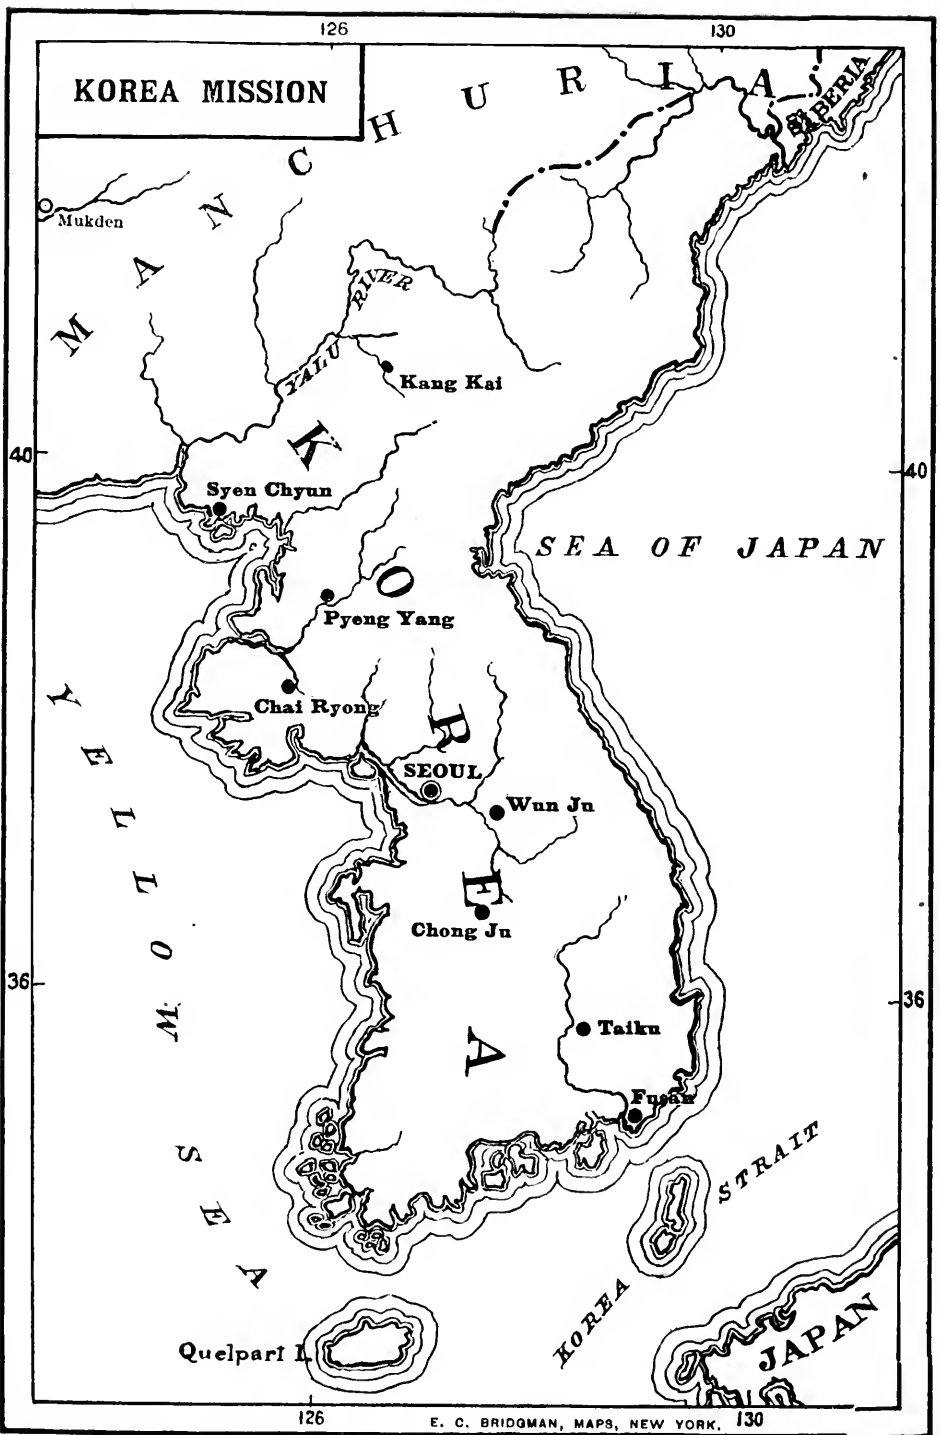 126
130
KOREA MISSION
MANCHURIA
SIBERIA
Mukden
YALU RIVER
Kang Kai
KOREA
40
40
Syen Chyun
SEA OF JAPAN
Pyeng Yang
Chai Ryong
YELLOW SEA
SEOUL
Wun Ju
Chong Ju
36
36
Taiku
Fusan
KOREA STRAIT
Quelpart I.
JAPAN
126
130
E. C. BRIDGMAN, MAPS, NEW YORK.